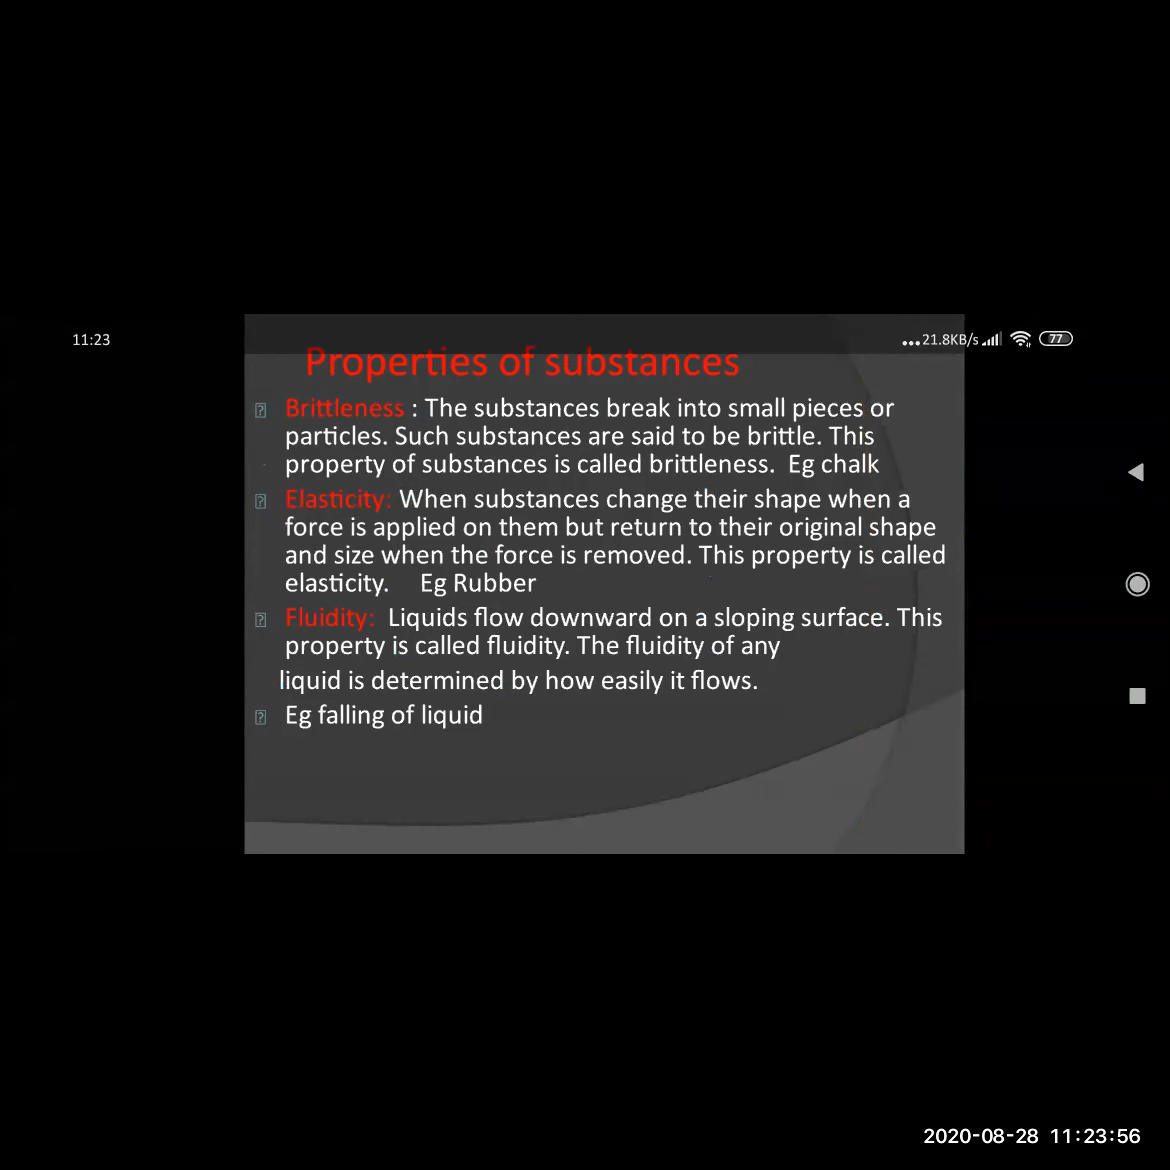 11:23
...21.8KB/s
77
Properties of substances
Brittleness : The substances break into small pieces or
particles. Such substances are said to be brittle. This
property of substances is called brittleness.  Eg chalk
Elasticity: When substances change their shape when a
force is applied on them but return to their original shape
and size when the force is removed. This property is called
elasticity.    Eg Rubber
Fluidity:  Liquids flow downward on a sloping surface. This
property is called fluidity. The fluidity of any
liquid is determined by how easily it flows.
Eg falling of liquid
2020-08-28 11:23:56